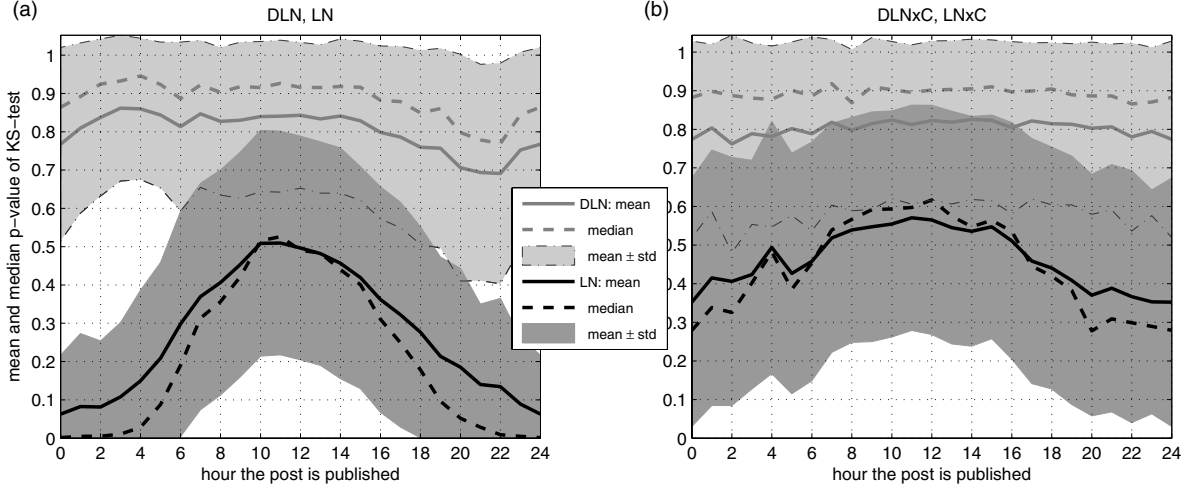 (a)
DLN, LN
mean and median p−value of KS−test
1
0.9
0.8
0.7
0.6
0.5
0.4
0.3
0.2
0.1
0
0 2 4 6 8 10 12 14 16 18 20 22 24
hour the post is published
DLN: mean
median
mean ± std
LN: mean
median
mean ± std
(b)
DLNxC, LNxC
1
0.9
0.8
0.7
0.6
0.5
0.4
0.3
0.2
0.1
0
0 2 4 6 8 10 12 14 16 18 20 22 24
hour the post is published